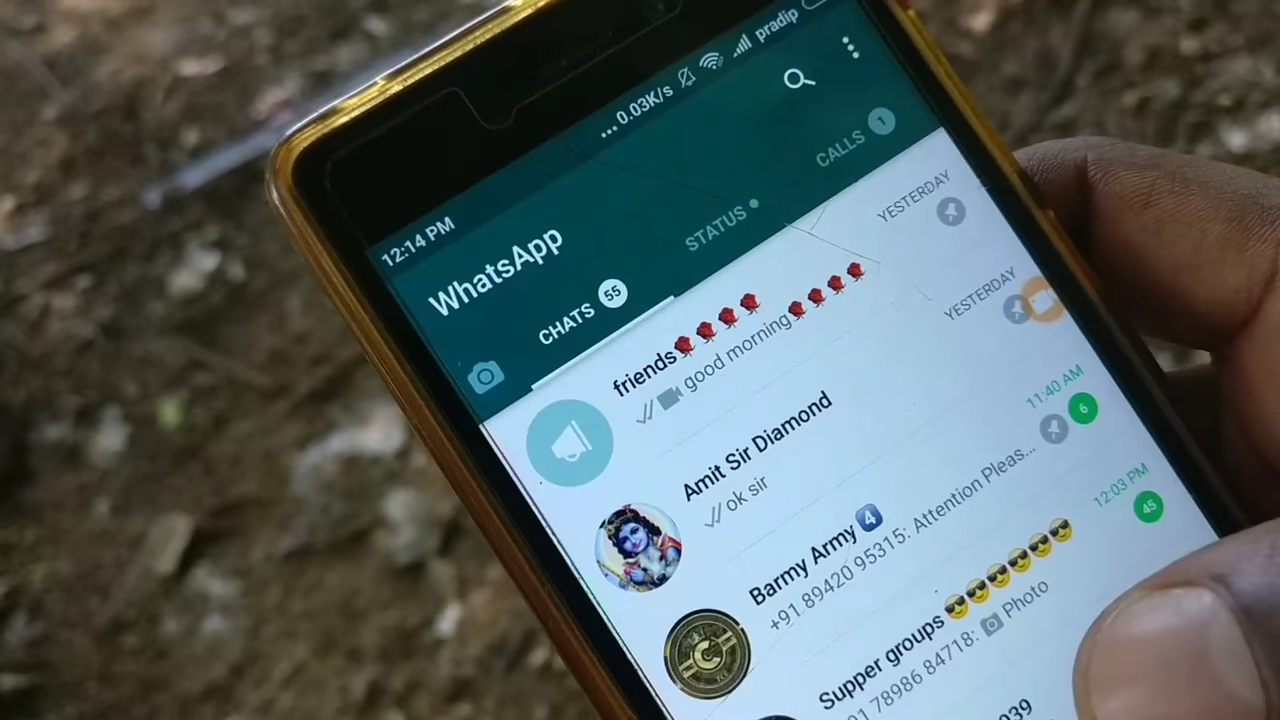 12:14 PM ...0.03K/s pradip
WhatsApp
CHATS 55 STATUS CALLS 1
friends🌹🌹🌹🌹 YESTERDAY
good morning🌹🌹🌹🌹
Amit Sir Diamond YESTERDAY
ok sir
Barmy Army 4 11:40 AM
+91 89420 95315: Attention Pleas... 6
Supper groups😎😎😎😎😎😎 12:03 PM
91 78986 84718: Photo 45
039